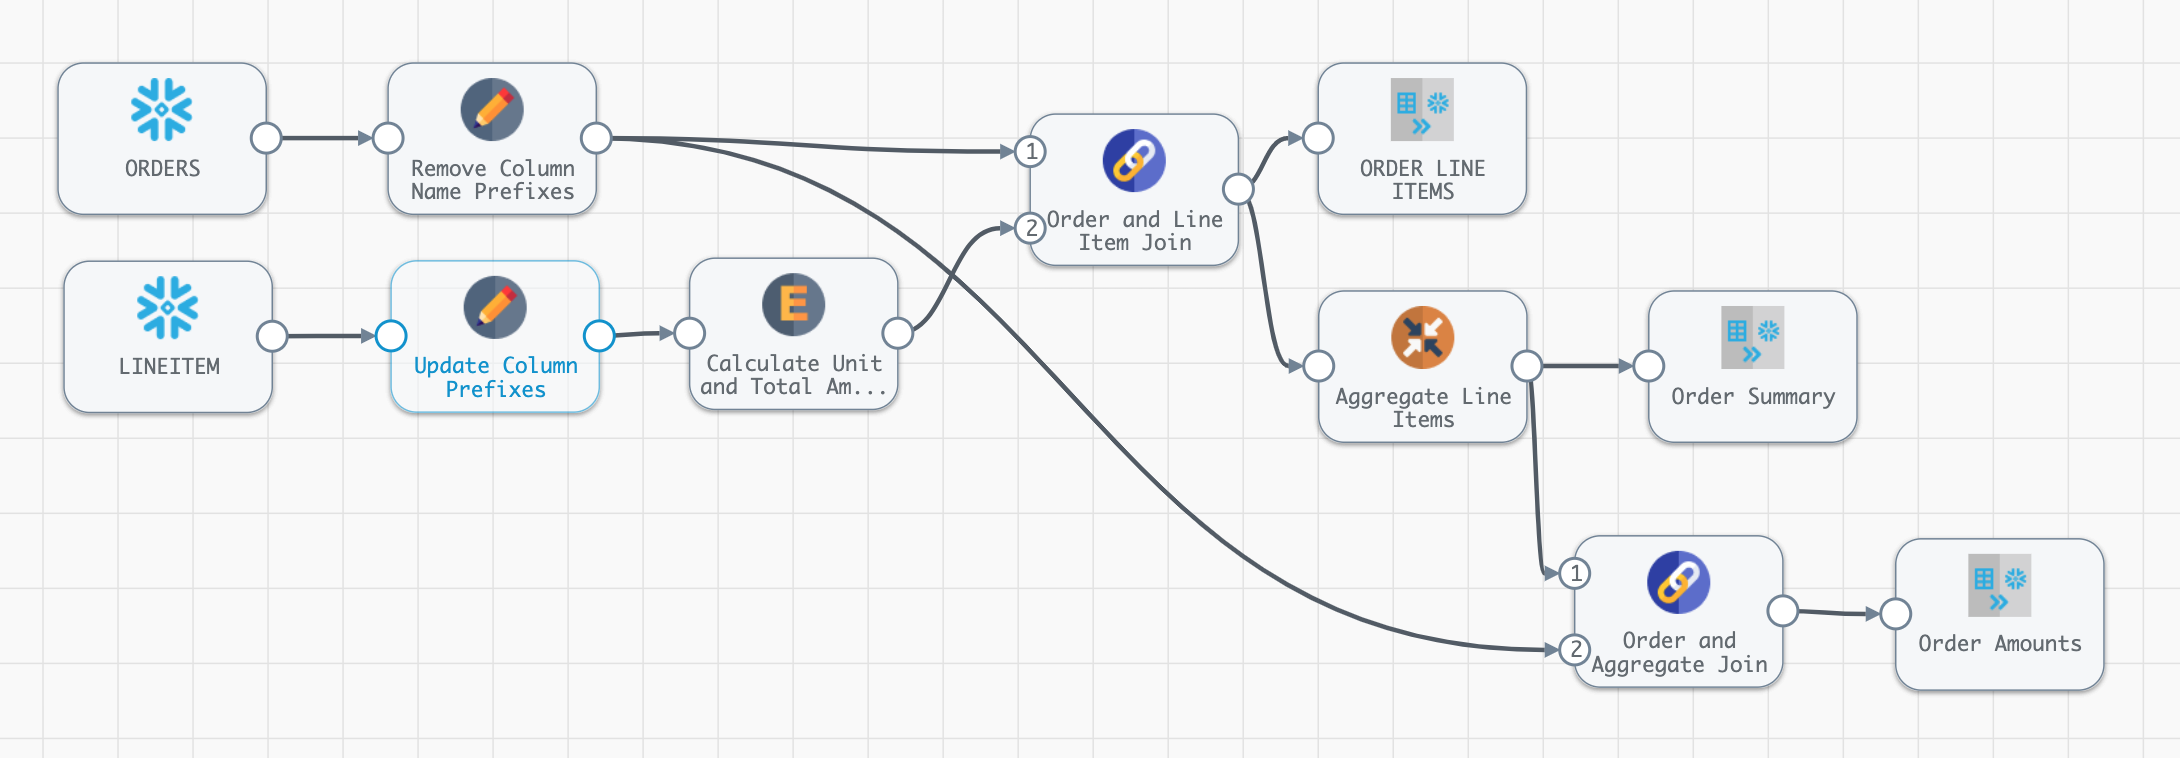 ORDERS
Remove Column
Name Prefixes
1
2
Order and Line
Item Join
ORDER LINE
ITEMS
LINEITEM
Update Column
Prefixes
E
Calculate Unit
and Total Am...
Aggregate Line
Items
Order Summary
1
2
Order and
Aggregate Join
Order Amounts